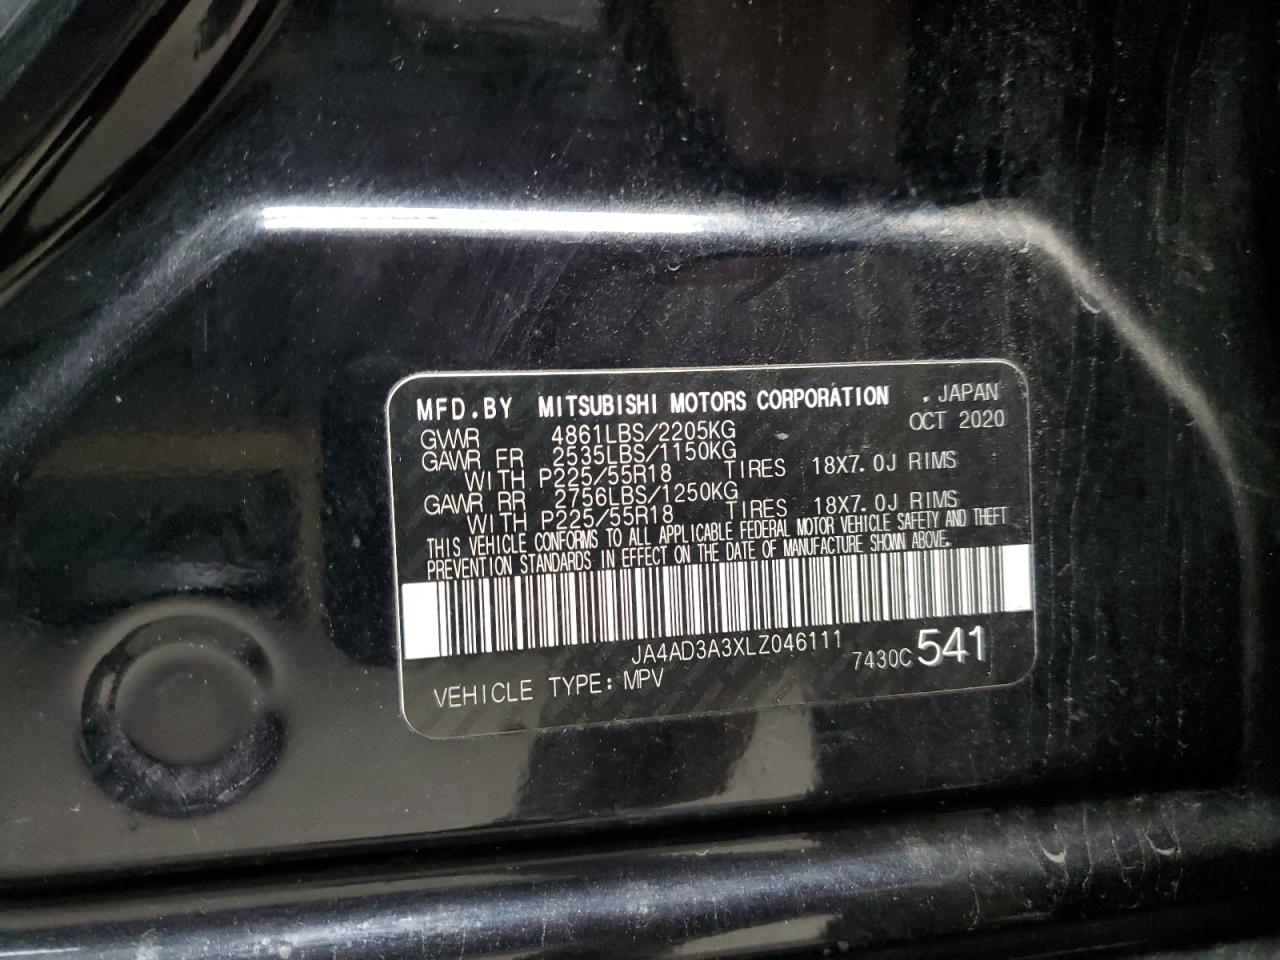 MFD.BY MITSUBISHI MOTORS CORPORATION . JAPAN
GVWR 4861LBS/2205KG OCT 2020
GAWR FR 2535LBS/1150KG
WITH P225/55R18 TIRES 18X7.0J RIMS
GAWR RR 2756LBS/1250KG
WITH P225/55R18 TIRES 18X7.0J RIMS
THIS VEHICLE CONFORMS TO ALL APPLICABLE FEDERAL MOTOR VEHICLE SAFETY AND THEFT
PREVENTION STANDARDS IN EFFECT ON THE DATE OF MANUFACTURE SHOWN ABOVE.
JA4AD3A3XLZ046111 7430C 541
VEHICLE TYPE: MPV